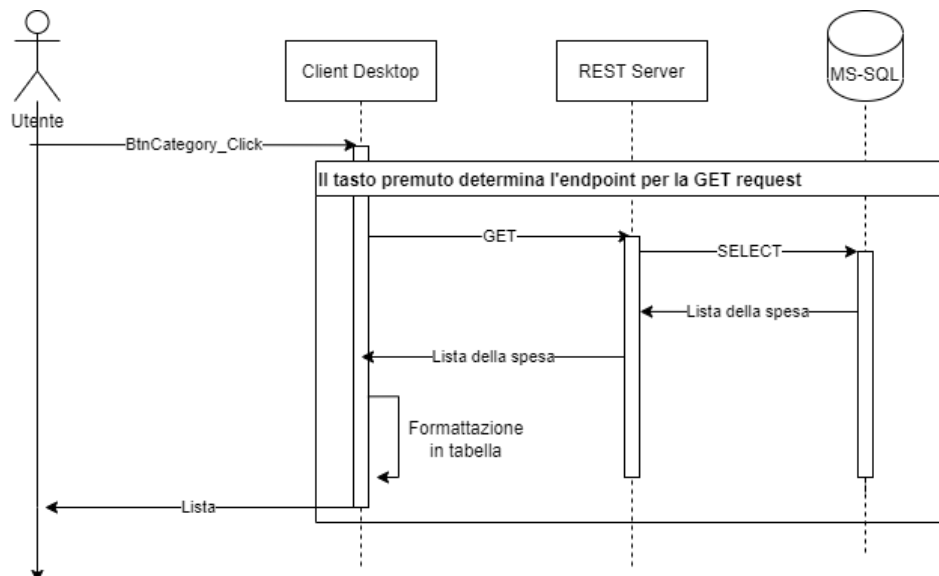 Utente
Client Desktop
REST Server
MS-SQL
BtnCategory_Click
Il tasto premuto determina l'endpoint per la GET request
GET
SELECT
Lista della spesa
Lista della spesa
Formattazione
in tabella
Lista